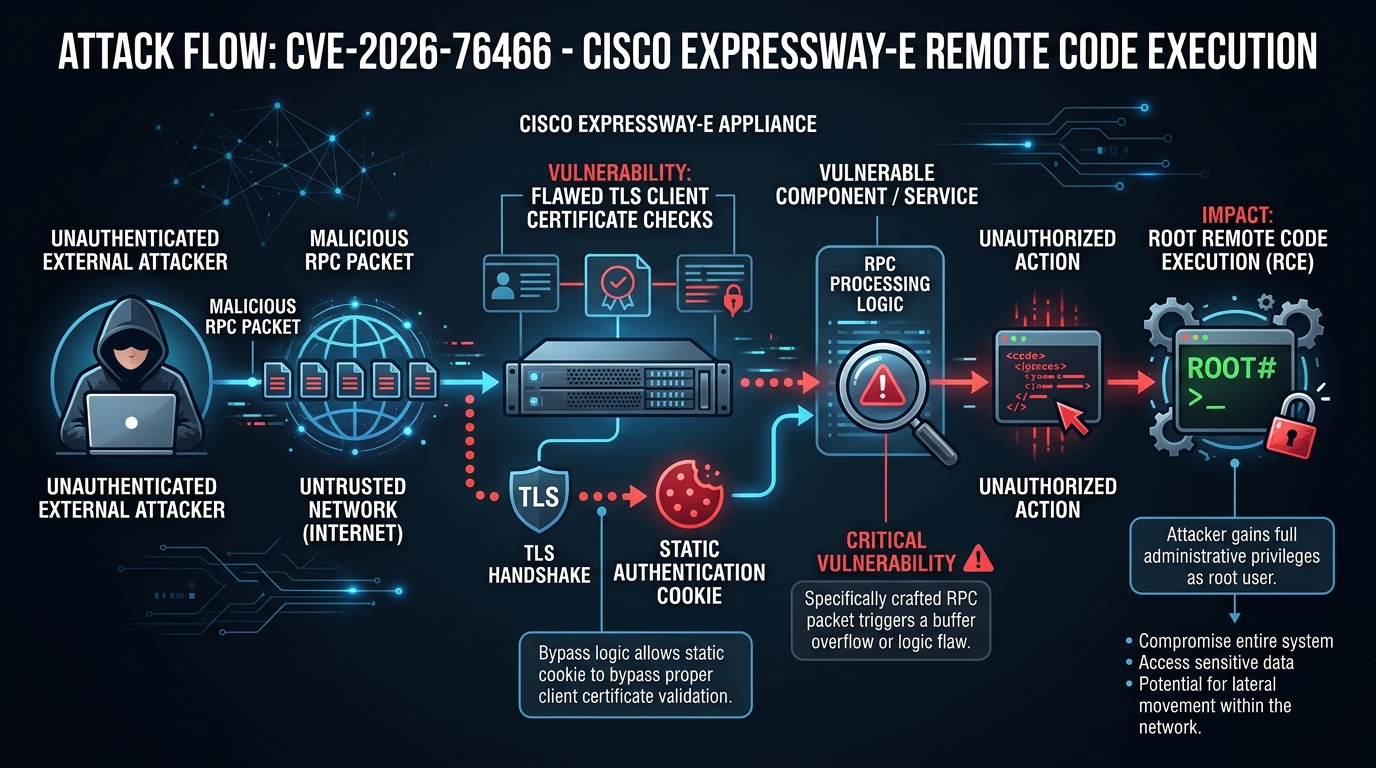 ATTACK FLOW: CVE-2026-76466 - CISCO EXPRESSWAY-E REMOTE CODE EXECUTION
CISCO EXPRESSWAY-E APPLIANCE
UNAUTHENTICATED
EXTERNAL ATTACKER
MALICIOUS
RPC PACKET
MALICIOUS
RPC PACKET
UNAUTHENTICATED
EXTERNAL ATTACKER
UNTRUSTED
NETWORK
(INTERNET)
VULNERABILITY:
FLAWED TLS CLIENT
CERTIFICATE CHECKS
TLS
TLS
HANDSHAKE
STATIC
AUTHENTICATION
COOKIE
Bypass logic allows static
cookie to bypass proper
client certificate validation.
VULNERABLE
COMPONENT / SERVICE
RPC
PROCESSING
LOGIC
CRITICAL
VULNERABILITY
Specifically crafted RPC
packet triggers a buffer
overflow or logic flaw.
UNAUTHORIZED
ACTION
<code>
</>
UNAUTHORIZED
ACTION
IMPACT:
ROOT REMOTE CODE
EXECUTION (RCE)
ROOT#
>_
Attacker gains full
administrative privileges
as root user.
• Compromise entire system
• Access sensitive data
• Potential for lateral
movement within the
network.